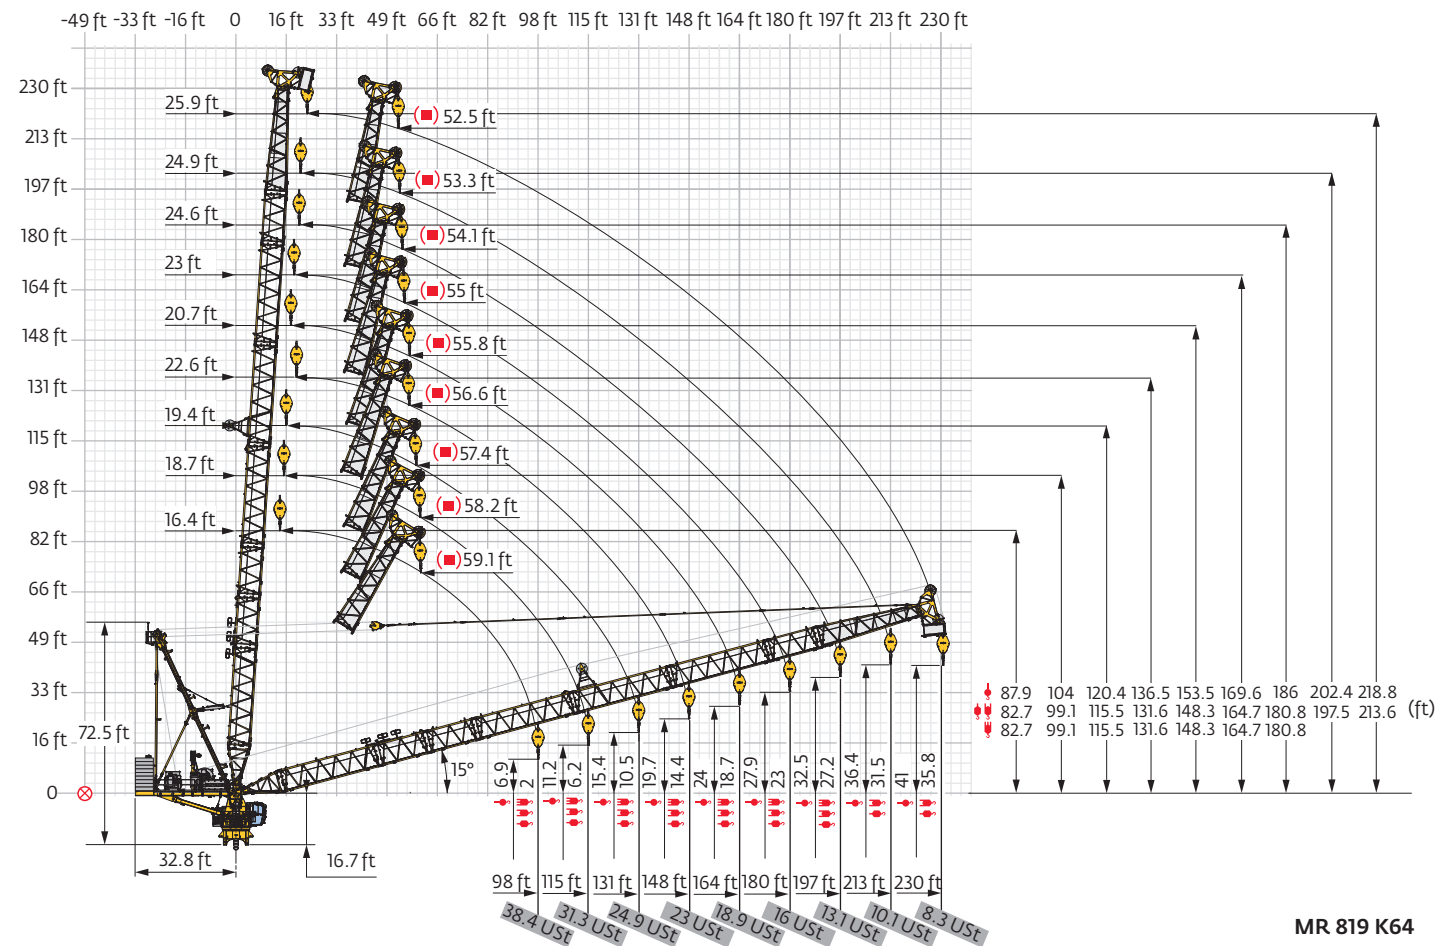 -49 ft -33 ft -16 ft 0 16 ft 33 ft 49 ft 66 ft 82 ft 98 ft 115 ft 131 ft 148 ft 164 ft 180 ft 197 ft 213 ft 230 ft
230 ft
25.9 ft
(■) 52.5 ft
213 ft
24.9 ft
(■) 53.3 ft
197 ft
24.6 ft
(■) 54.1 ft
180 ft
23 ft
(■) 55 ft
164 ft
20.7 ft
(■) 55.8 ft
148 ft
22.6 ft
(■) 56.6 ft
131 ft
19.4 ft
(■) 57.4 ft
115 ft
18.7 ft
(■) 58.2 ft
98 ft
16.4 ft
(■) 59.1 ft
82 ft
66 ft
49 ft
33 ft
16 ft
0
72.5 ft
15°
32.8 ft
16.7 ft
87.9 104 120.4 136.5 153.5 169.6 186 202.4 218.8
82.7 99.1 115.5 131.6 148.3 164.7 180.8 197.5 213.6 (ft)
82.7 99.1 115.5 131.6 148.3 164.7 180.8
6.9 2 11.2 6.2 15.4 10.5 19.7 14.4 24 18.7 27.9 23 32.5 27.2 36.4 31.5 41 35.8
98 ft 115 ft 131 ft 148 ft 164 ft 180 ft 197 ft 213 ft 230 ft
38.4 USt 31.3 USt 24.9 USt 23 USt 18.9 USt 16 USt 13.1 USt 10.1 USt 8.3 USt
MR 819 K64